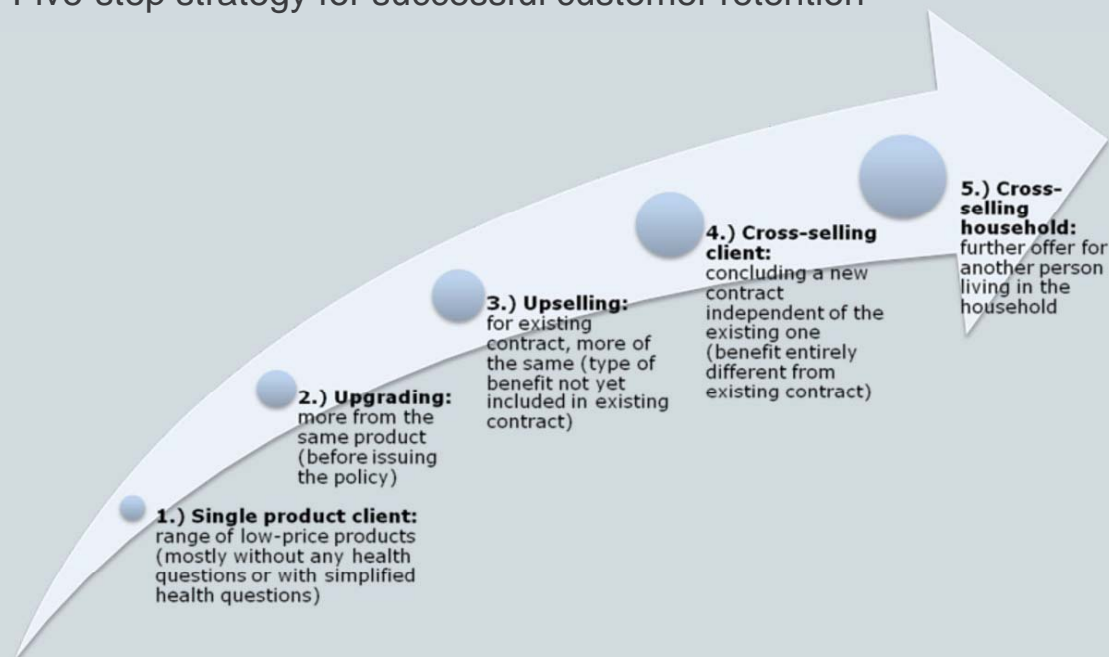 Five-step strategy for successful customer retention
1.) Single product client:
range of low-price products
(mostly without any health
questions or with simplified
health questions)
2.) Upgrading:
more from the
same product
(before issuing
the policy)
3.) Upselling:
for existing
contract, more of
the same (type of
benefit not yet
included in existing
contract)
4.) Cross-selling
client:
concluding a new
contract
independent of the
existing one
(benefit entirely
different from
existing contract)
5.) Cross-
selling
household:
further offer for
another person
living in the
household